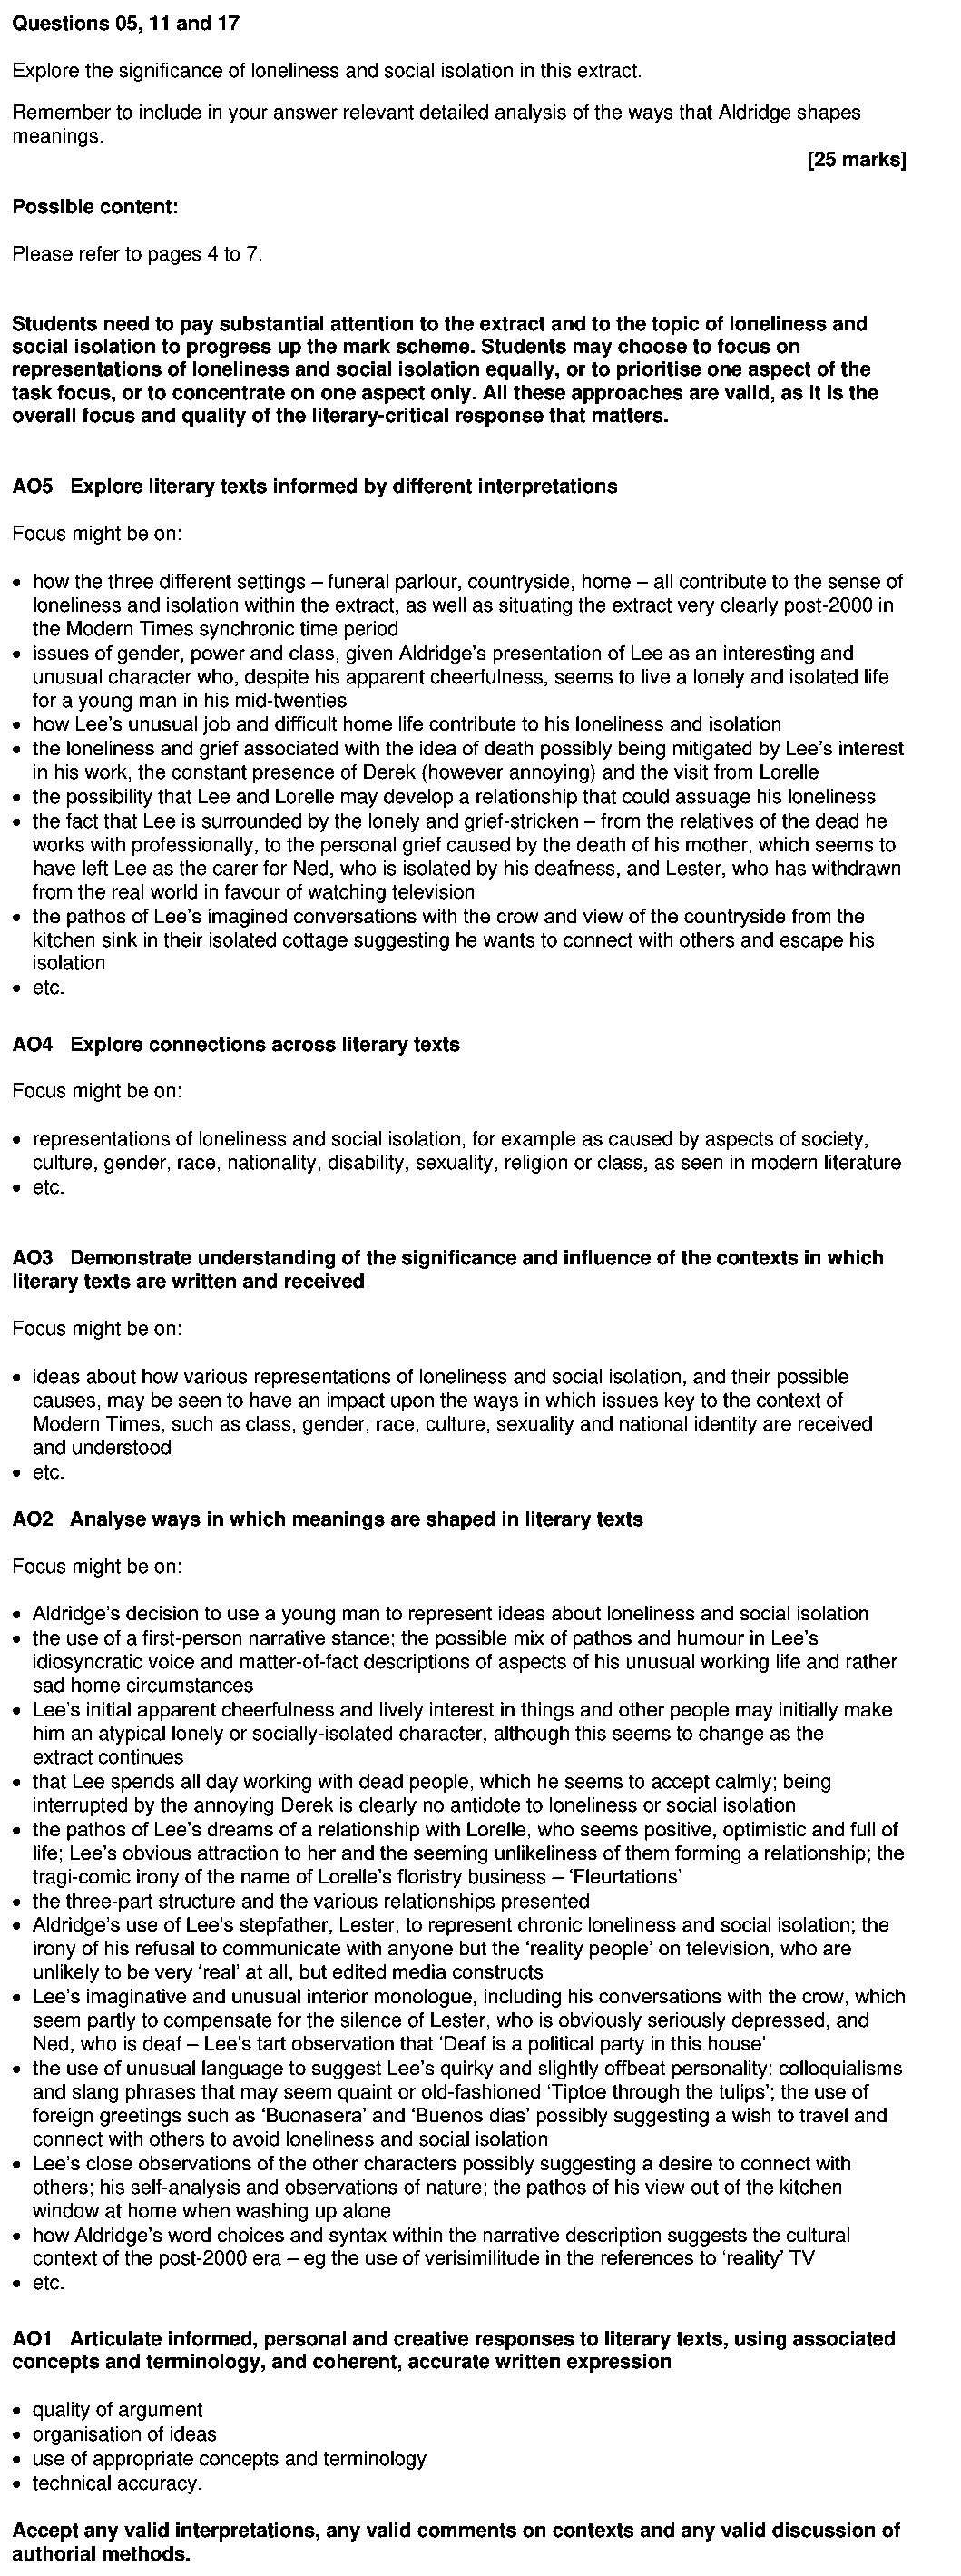 Questions 05, 11 and 17
Explore the significance of loneliness and social isolation in this extract.
Remember to include in your answer relevant detailed analysis of the ways that Aldridge shapes
meanings.
[25 marks]
Possible content:
Please refer to pages 4 to 7.
Students need to pay substantial attention to the extract and to the topic of loneliness and
social isolation to progress up the mark scheme. Students may choose to focus on
representations of loneliness and social isolation equally, or to prioritise one aspect of the
task focus, or to concentrate on one aspect only. All these approaches are valid, as it is the
overall focus and quality of the literary-critical response that matters.
AO5 Explore literary texts informed by different interpretations
Focus might be on:
• how the three different settings – funeral parlour, countryside, home – all contribute to the sense of
loneliness and isolation within the extract, as well as situating the extract very clearly post-2000 in
the Modern Times synchronic time period
• issues of gender, power and class, given Aldridge's presentation of Lee as an interesting and
unusual character who, despite his apparent cheerfulness, seems to live a lonely and isolated life
for a young man in his mid-twenties
• how Lee's unusual job and difficult home life contribute to his loneliness and isolation
• the loneliness and grief associated with the idea of death possibly being mitigated by Lee's interest
in his work, the constant presence of Derek (however annoying) and the visit from Lorelle
• the possibility that Lee and Lorelle may develop a relationship that could assuage his loneliness
• the fact that Lee is surrounded by the lonely and grief-stricken – from the relatives of the dead he
works with professionally, to the personal grief caused by the death of his mother, which seems to
have left Lee as the carer for Ned, who is isolated by his deafness, and Lester, who has withdrawn
from the real world in favour of watching television
• the pathos of Lee's imagined conversations with the crow and view of the countryside from the
kitchen sink in their isolated cottage suggesting he wants to connect with others and escape his
isolation
• etc.
AO4 Explore connections across literary texts
Focus might be on:
• representations of loneliness and social isolation, for example as caused by aspects of society,
culture, gender, race, nationality, disability, sexuality, religion or class, as seen in modern literature
• etc.
AO3 Demonstrate understanding of the significance and influence of the contexts in which
literary texts are written and received
Focus might be on:
• ideas about how various representations of loneliness and social isolation, and their possible
causes, may be seen to have an impact upon the ways in which issues key to the context of
Modern Times, such as class, gender, race, culture, sexuality and national identity are received
and understood
• etc.
AO2 Analyse ways in which meanings are shaped in literary texts
Focus might be on:
• Aldridge's decision to use a young man to represent ideas about loneliness and social isolation
• the use of a first-person narrative stance; the possible mix of pathos and humour in Lee's
idiosyncratic voice and matter-of-fact descriptions of aspects of his unusual working life and rather
sad home circumstances
• Lee's initial apparent cheerfulness and lively interest in things and other people may initially make
him an atypical lonely or socially-isolated character, although this seems to change as the
extract continues
• that Lee spends all day working with dead people, which he seems to accept calmly; being
interrupted by the annoying Derek is clearly no antidote to loneliness or social isolation
• the pathos of Lee's dreams of a relationship with Lorelle, who seems positive, optimistic and full of
life; Lee's obvious attraction to her and the seeming unlikeliness of them forming a relationship; the
tragi-comic irony of the name of Lorelle's floristry business – 'Fleurtations'
• the three-part structure and the various relationships presented
• Aldridge's use of Lee's stepfather, Lester, to represent chronic loneliness and social isolation; the
irony of his refusal to communicate with anyone but the 'reality people' on television, who are
unlikely to be very 'real' at all, but edited media constructs
• Lee's imaginative and unusual interior monologue, including his conversations with the crow, which
seem partly to compensate for the silence of Lester, who is obviously seriously depressed, and
Ned, who is deaf – Lee's tart observation that 'Deaf is a political party in this house'
• the use of unusual language to suggest Lee's quirky and slightly offbeat personality: colloquialisms
and slang phrases that may seem quaint or old-fashioned 'Tiptoe through the tulips'; the use of
foreign greetings such as 'Buonasera' and 'Buenos dias' possibly suggesting a wish to travel and
connect with others to avoid loneliness and social isolation
• Lee's close observations of the other characters possibly suggesting a desire to connect with
others; his self-analysis and observations of nature; the pathos of his view out of the kitchen
window at home when washing up alone
• how Aldridge's word choices and syntax within the narrative description suggests the cultural
context of the post-2000 era – eg the use of verisimilitude in the references to 'reality' TV
• etc.
AO1 Articulate informed, personal and creative responses to literary texts, using associated
concepts and terminology, and coherent, accurate written expression
• quality of argument
• organisation of ideas
• use of appropriate concepts and terminology
• technical accuracy.
Accept any valid interpretations, any valid comments on contexts and any valid discussion of
authorial methods.